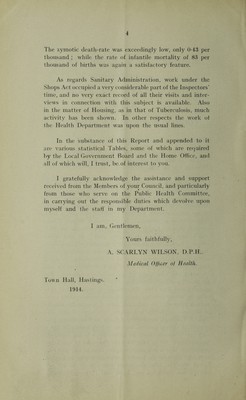 4
The zymotic death-rate was exceedingly low, only 0·43 per
thousand; while the rate of infantile mortality of 83 per
thousand of births was again a satisfactory feature.
As regards Sanitary Administration, work under the
Shops Act occupied a very considerable part of the Inspectors'
time, and no very exact record of all their visits and inter-
views in connection with this subject is available. Also
in the matter of Housing, as in that of Tuberculosis, much
activity has been shown. In other respects the work of
the Health Department was upon the usual lines.
In the substance of this Report and appended to it
are various statistical Tables, some of which are required
by the Local Government Board and the Home Office, and
all of which will, I trust, be of interest to you.
I gratefully acknowledge the assistance and support
received from the Members of your Council, and particularly
from those who serve on the Public Health Committee,
in carrying out the responsible duties which devolve upon
myself and the staff in my Department.
I am, Gentlemen,
Yours faithfully,
A. SCARLYN WILSON, D.P.H.,
Medical Officer of Health.
Town Hall, Hastings.
1914.